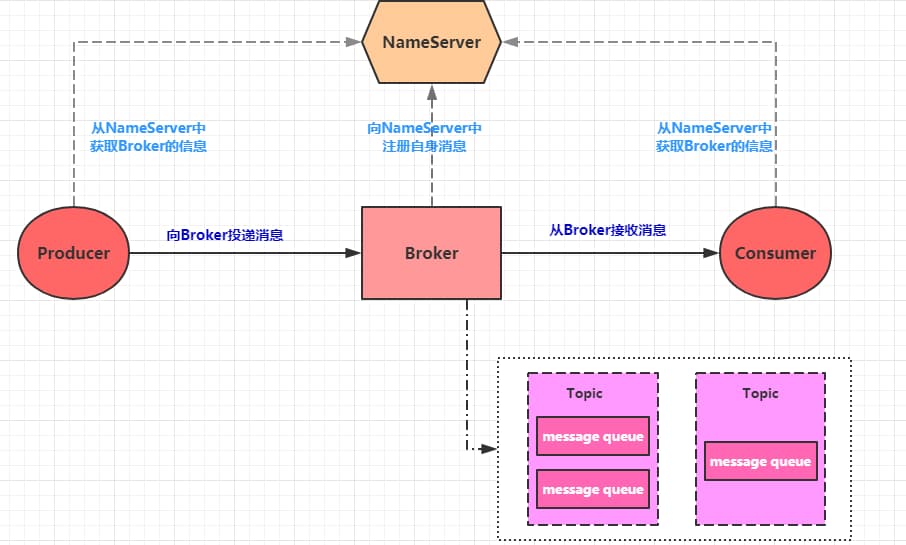 NameServer
从NameServer中
获取Broker的信息
向NameServer中
注册自身消息
从NameServer中
获取Broker的信息
Producer
向Broker投递消息
Broker
从Broker接收消息
Consumer
Topic
message queue
message queue
Topic
message queue